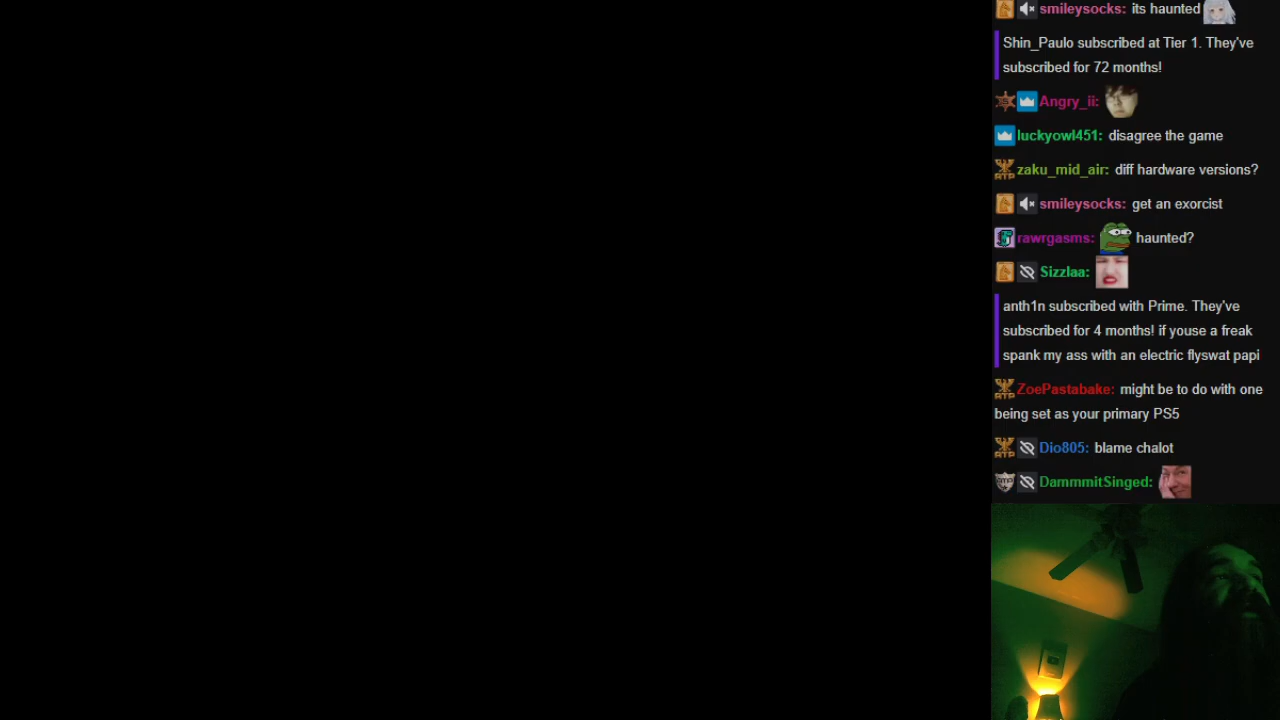 smileysocks: its haunted
Shin_Paulo subscribed at Tier 1. They've
subscribed for 72 months!
Angry_ii:
luckyowl451: disagree the game
zaku_mid_air: diff hardware versions?
smileysocks: get an exorcist
rawrgasms: haunted?
Sizzlaa:
anth1n subscribed with Prime. They've
subscribed for 4 months! if youse a freak
spank my ass with an electric flyswat papi
ZoePastabake: might be to do with one
being set as your primary PS5
Dio805: blame chalot
DammmitSinged: